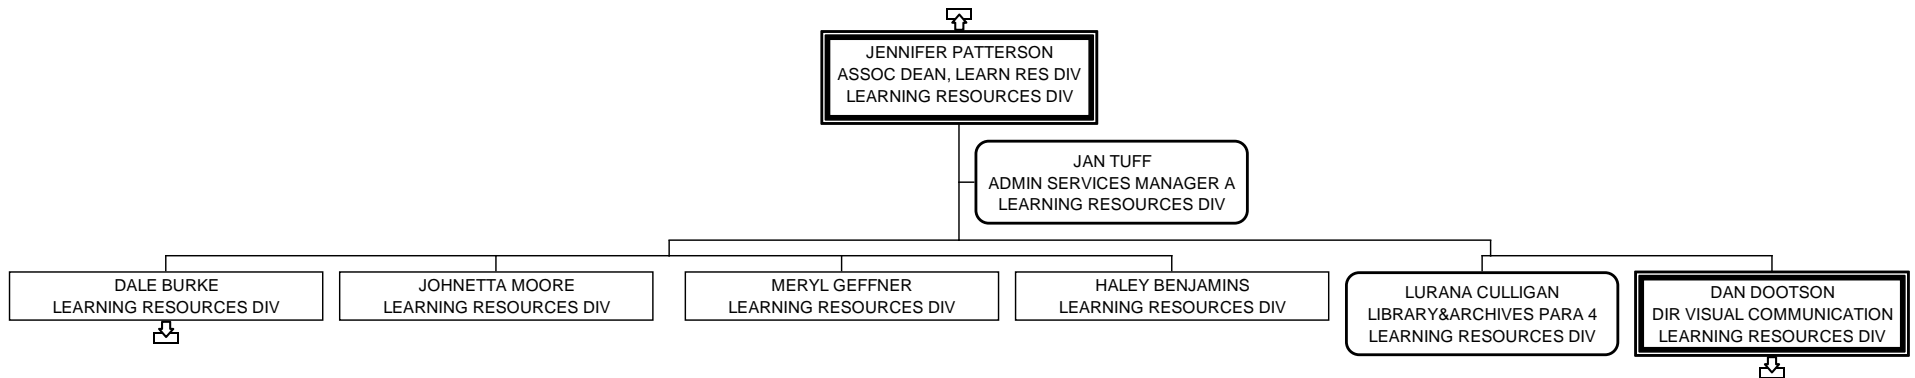 JENNIFER PATTERSON
ASSOC DEAN, LEARN RES DIV
LEARNING RESOURCES DIV
JAN TUFF
ADMIN SERVICES MANAGER A
LEARNING RESOURCES DIV
DALE BURKE
LEARNING RESOURCES DIV
JOHNETTA MOORE
LEARNING RESOURCES DIV
MERYL GEFFNER
LEARNING RESOURCES DIV
HALEY BENJAMINS
LEARNING RESOURCES DIV
LURANA CULLIGAN
LIBRARY&ARCHIVES PARA 4
LEARNING RESOURCES DIV
DAN DOOTSON
DIR VISUAL COMMUNICATION
LEARNING RESOURCES DIV